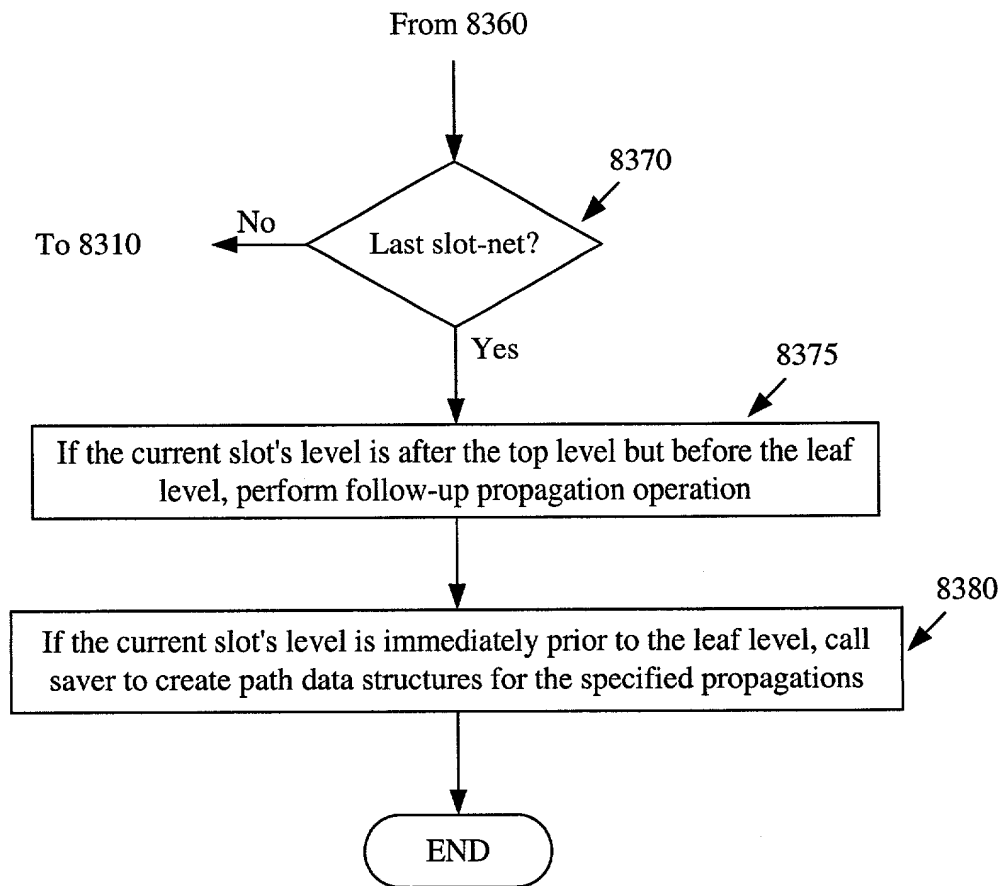 From 8360
8370
No
To 8310
Last slot-net?
Yes
8375
If the current slot's level is after the top level but before the leaf
level, perform follow-up propagation operation
8380
If the current slot's level is immediately prior to the leaf level, call
saver to create path data structures for the specified propagations
END